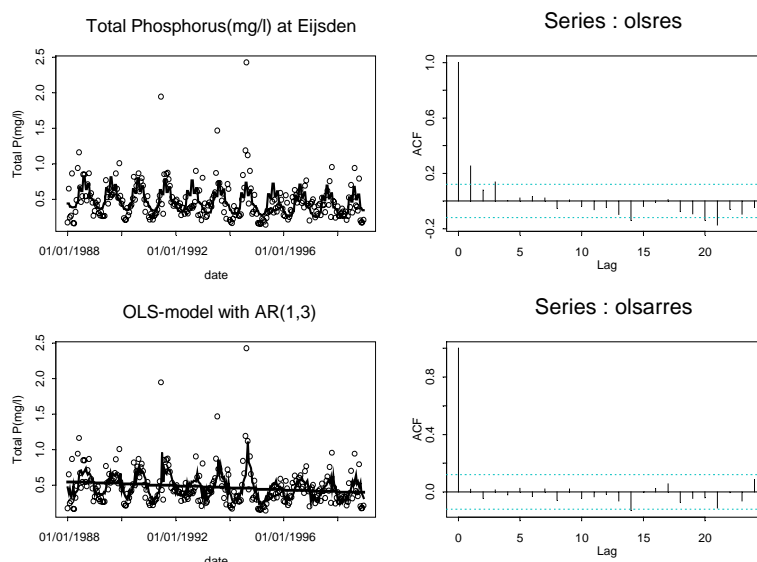 Total Phosphorus(mg/l) at Eijsden
Total P(mg/l)
2.5
2.0
1.5
1.0
0.5
01/01/1988
01/01/1992
01/01/1996
date
Series : olsres
ACF
1.0
0.6
0.2
-0.2
0
5
10
15
20
Lag
OLS-model with AR(1,3)
Total P(mg/l)
2.5
2.0
1.5
1.0
0.5
01/01/1988
01/01/1992
01/01/1996
date
Series : olsarres
ACF
0.8
0.4
0.0
0
5
10
15
20
Lag